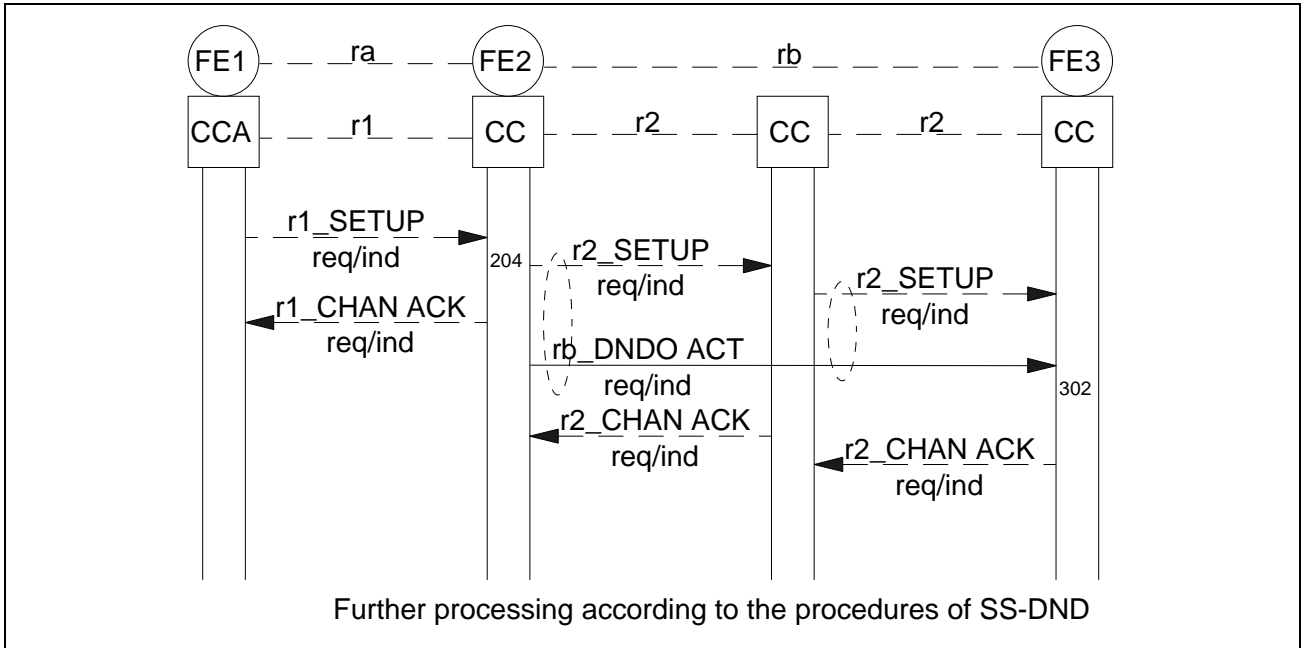 FE1 ra FE2 rb FE3
CCA r1 CC r2 CC r2 CC
r1_SETUP
req/ind
204
r2_SETUP
req/ind
r2_SETUP
req/ind
r1_CHAN ACK
req/ind
rb_DNDO ACT
req/ind
302
r2_CHAN ACK
req/ind
r2_CHAN ACK
req/ind
Further processing according to the procedures of SS-DND